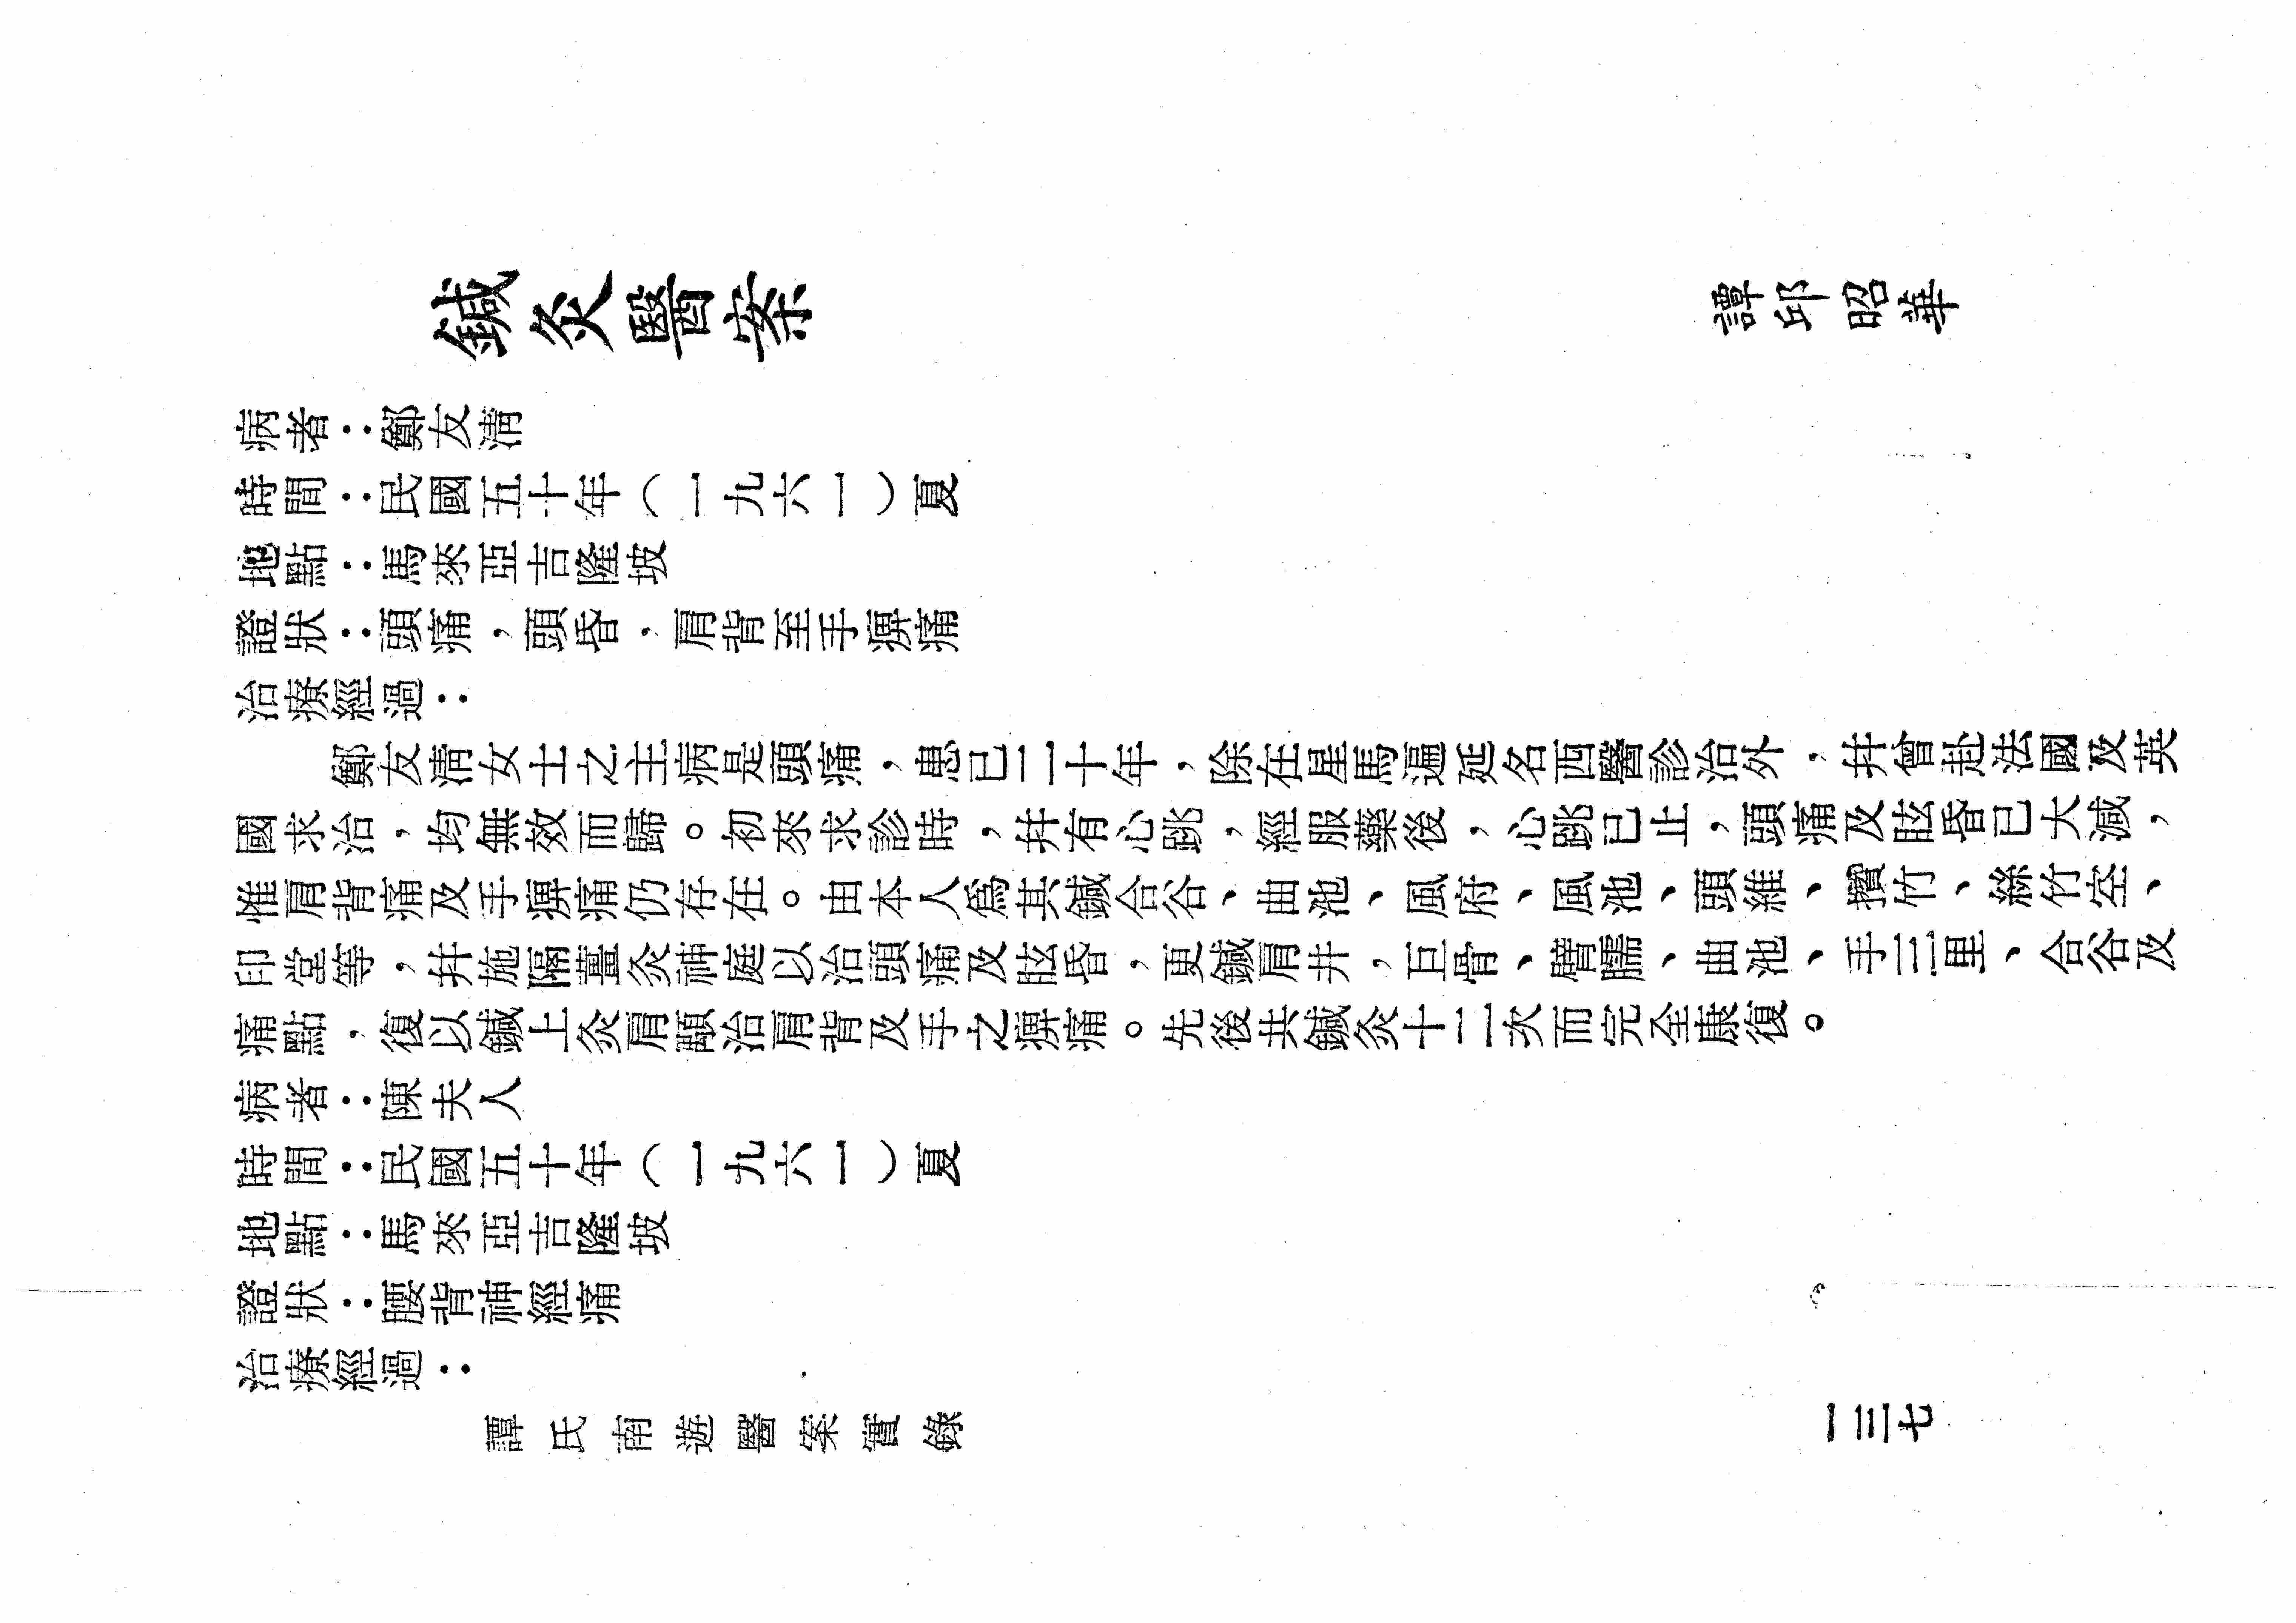 鍼灸醫案
譚邱昭華
病者：鄭友清
時間：民國五十年（一九六一）夏
地點：馬來亞吉隆坡
證狀：頭痛，頭昏，肩背至手痹痛
治療經過：
鄭友清女士之主病是頭痛，患已二十年，除在星馬遍延名西醫診治外，幷曾赴法國及英
國求治，均無效而歸。初來求診時，幷有心跳，經服藥後，心跳已止，頭痛及眩昏已大減，
惟肩背痛及手痹痛仍存在。由本人爲其鍼合谷、曲池、風府、風池、頭維、攢竹、絲竹空、
印堂等，幷施隔薑灸神庭以治頭痛及眩昏，更鍼肩井，巨骨、臂臑、曲池、手三里、合谷及
痛點，復以鍼上灸肩顒治肩背及手之痹痛。先後共鍼灸十二次而完全康復。
病者：陳夫人
時間：民國五十年（一九六一）夏
地點：馬來亞吉隆坡
證狀：腰背神經痛
治療經過：
譚氏南遊醫案實錄
一三七